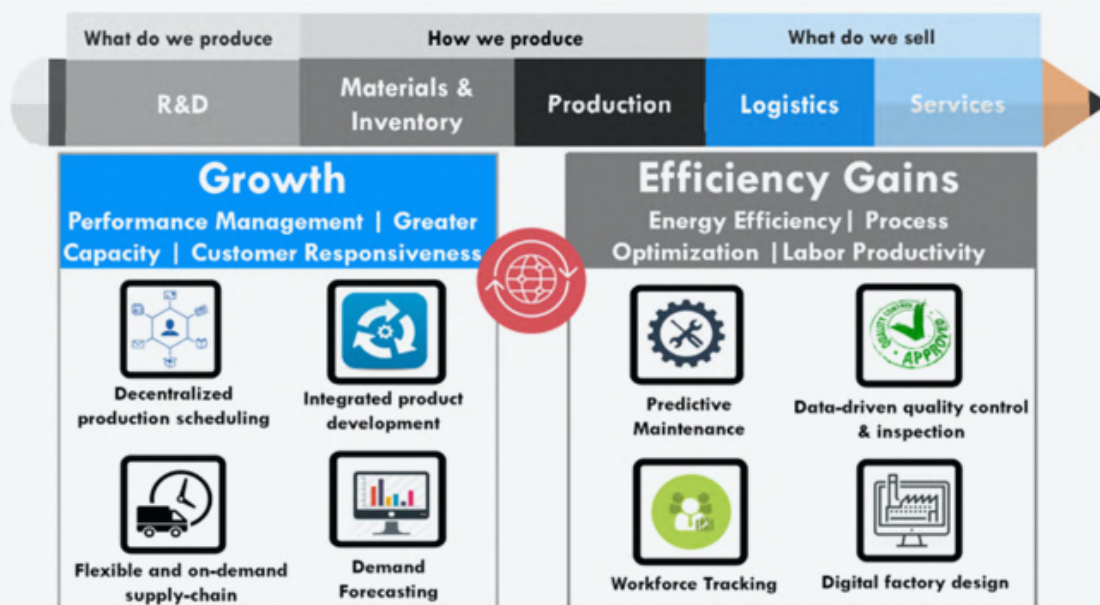 What do we produce
How we produce
What do we sell
R&D
Materials &
Inventory
Production
Logistics
Services
Growth
Performance Management | Greater
Capacity | Customer Responsiveness
Decentralized
production scheduling
Integrated product
development
Flexible and on-demand
supply-chain
Demand
Forecasting
Efficiency Gains
Energy Efficiency| Process
Optimization |Labor Productivity
Predictive
Maintenance
QUALITY CONTROL
APPROVED
Data-driven quality control
& inspection
Workforce Tracking
Digital factory design